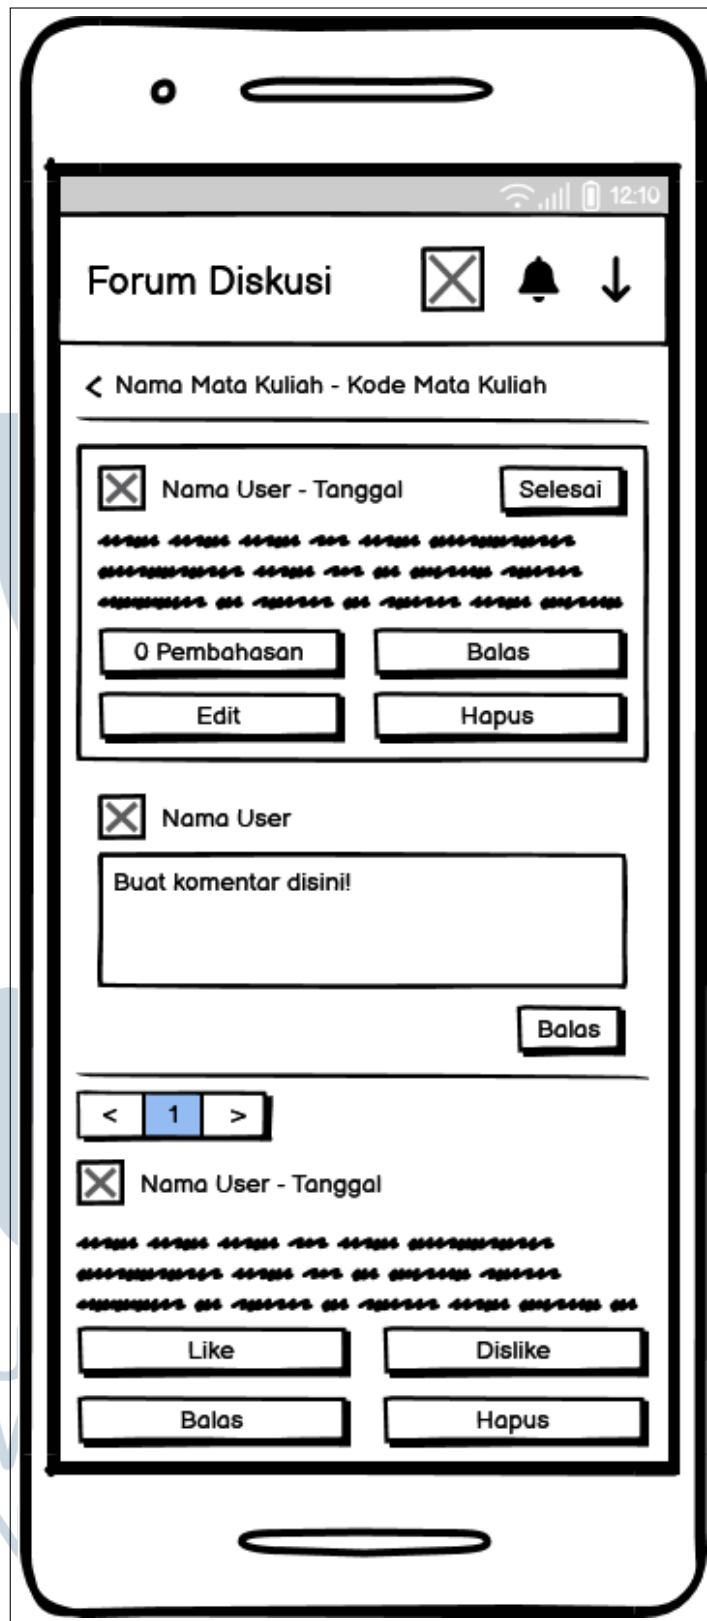 12:10
Forum Diskusi
< Nama Mata Kuliah - Kode Mata Kuliah
Nama User - Tanggal
Selesai
0 Pembahasan
Balas
Edit
Hapus
Nama User
Buat komentar disini!
Balas
< 1 >
Nama User - Tanggal
Like
Dislike
Balas
Hapus